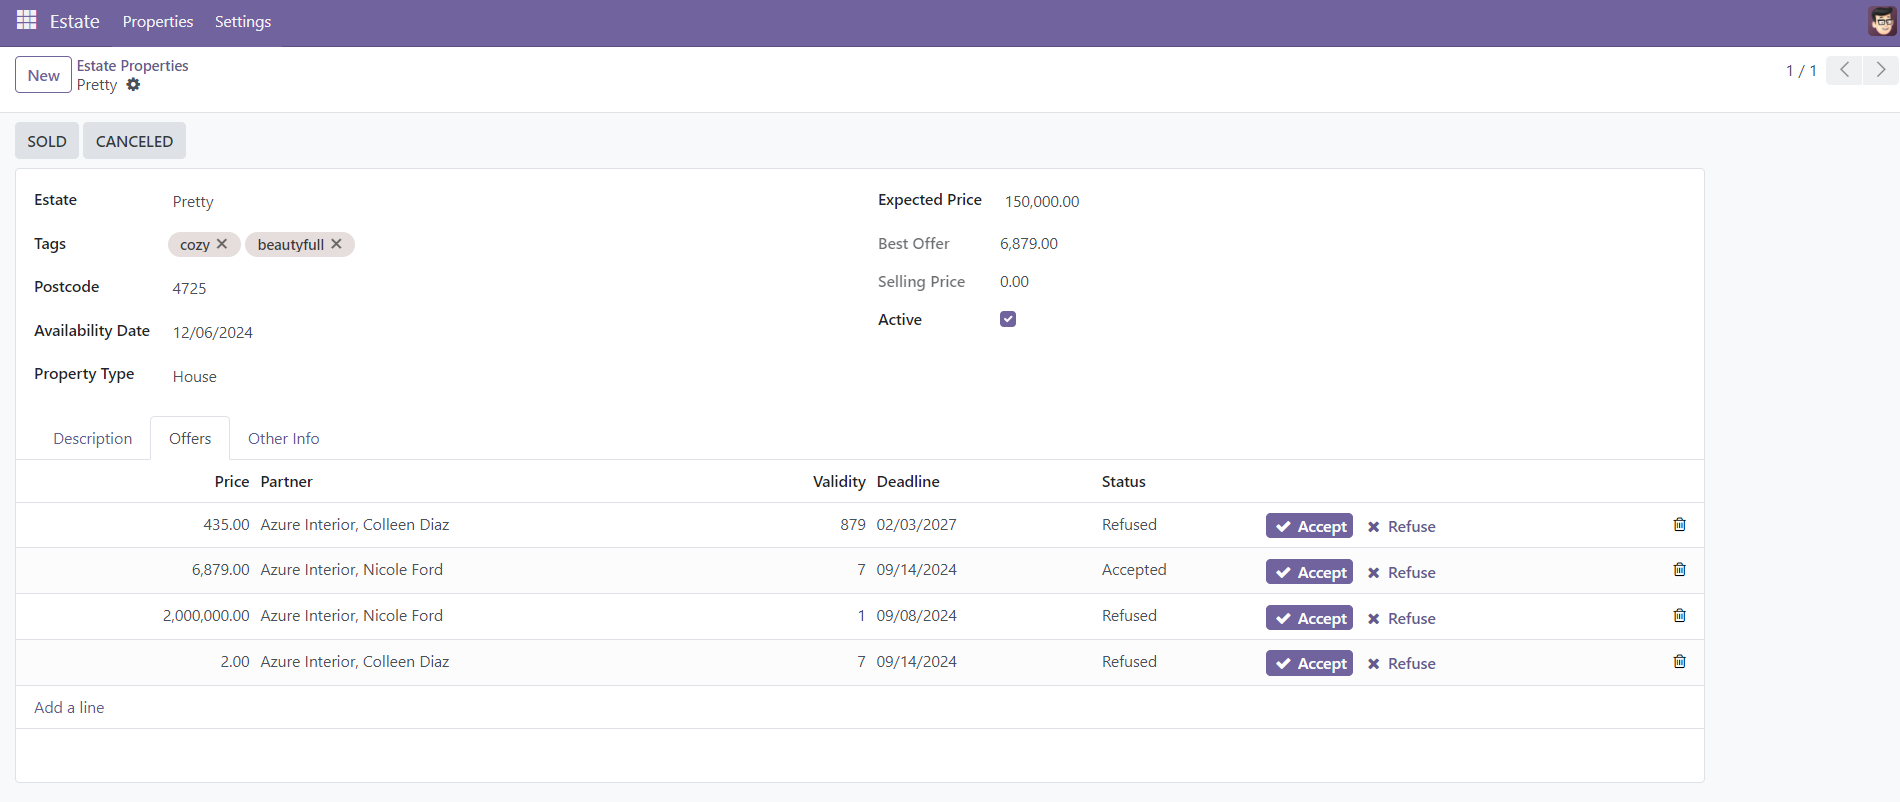 Estate Properties Settings
New Estate Properties
Pretty
1 / 1
SOLD CANCELED
Estate Pretty Expected Price 150,000.00
Tags cozy beautyfull Best Offer 6,879.00
Postcode 4725 Selling Price 0.00
Availability Date 12/06/2024 Active
Property Type House
Description Offers Other Info
Price Partner Validity Deadline Status
435.00 Azure Interior, Colleen Diaz 879 02/03/2027 Refused Accept Refuse
6,879.00 Azure Interior, Nicole Ford 7 09/14/2024 Accepted Accept Refuse
2,000,000.00 Azure Interior, Nicole Ford 1 09/08/2024 Refused Accept Refuse
2.00 Azure Interior, Colleen Diaz 7 09/14/2024 Refused Accept Refuse
Add a line